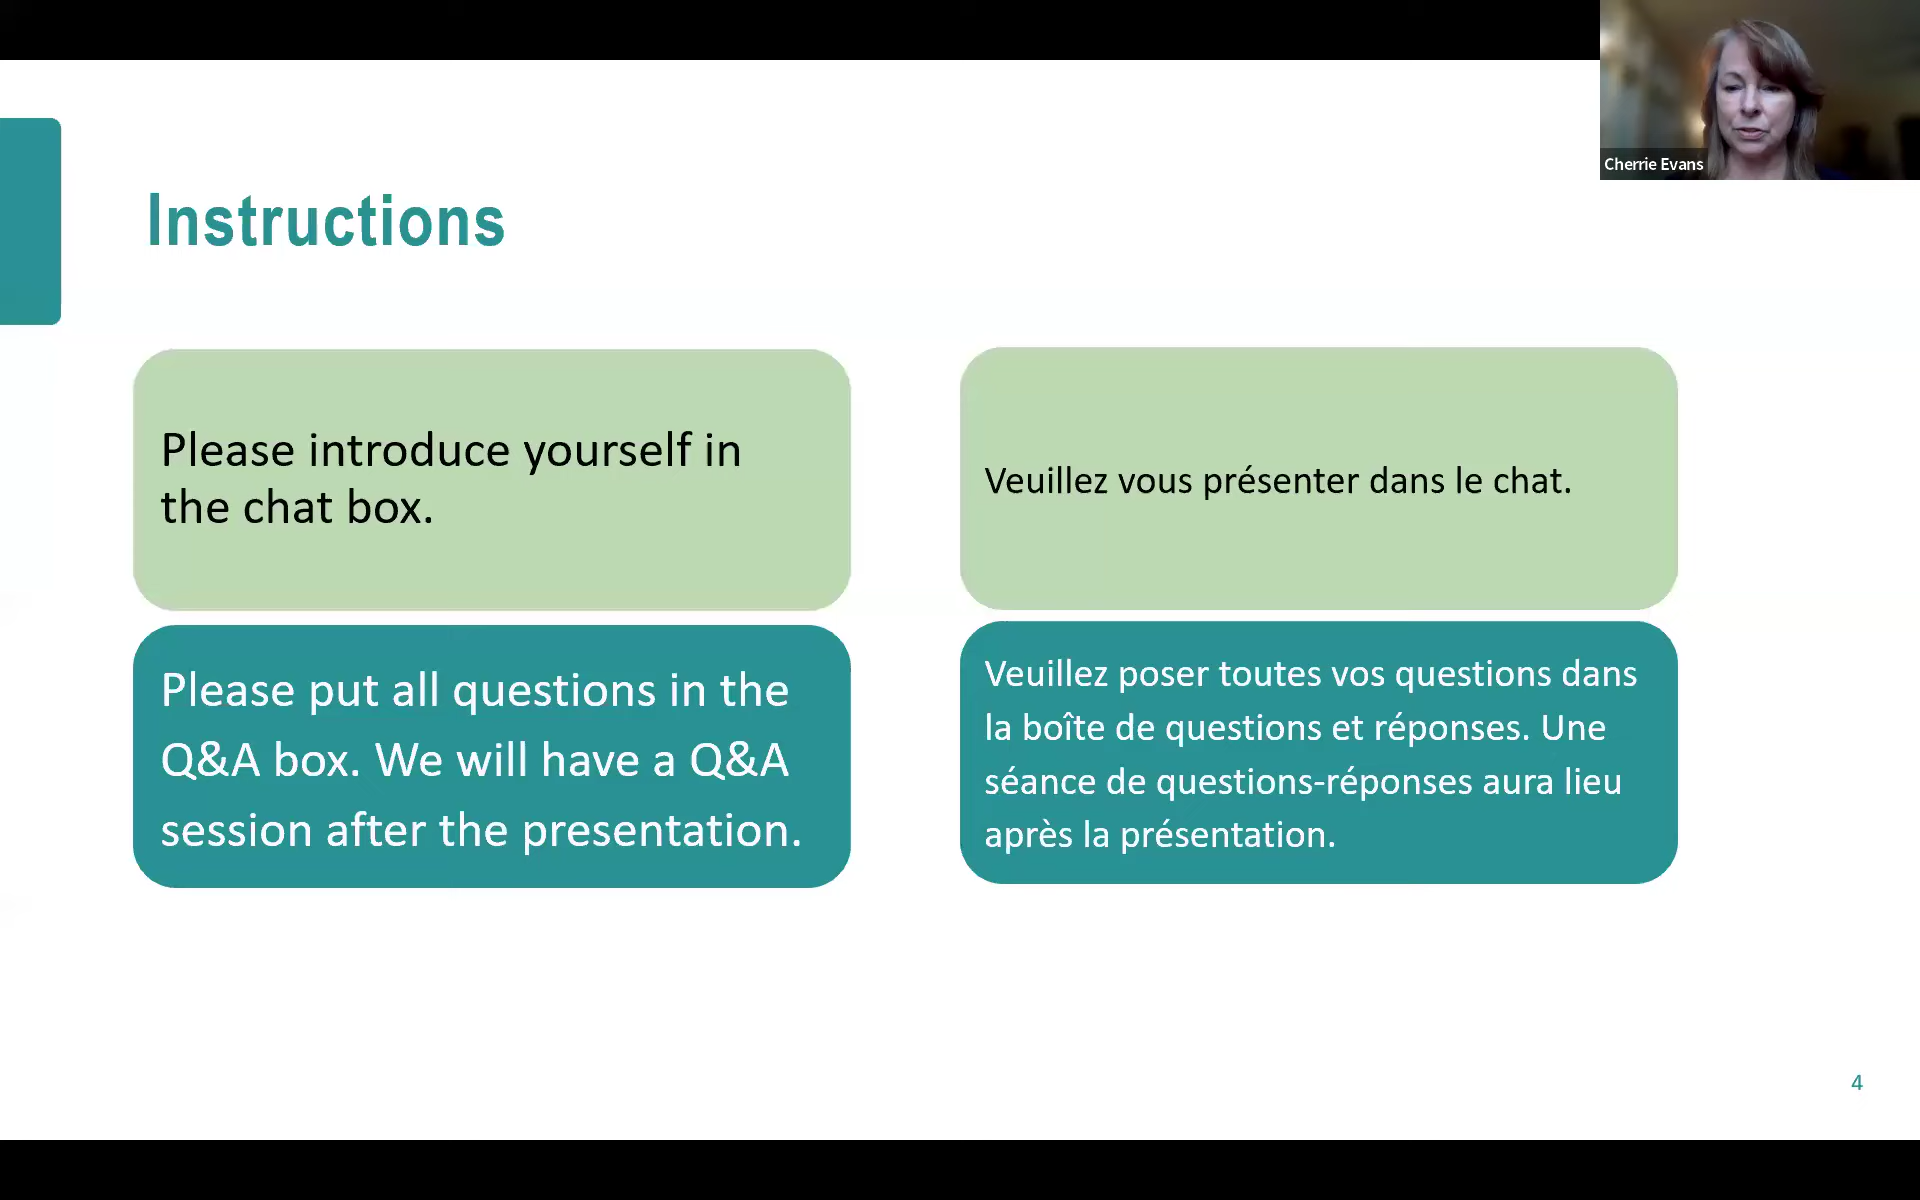 Cherrie Evans
Instructions
Please introduce yourself in
the chat box.
Veuillez vous présenter dans le chat.
Please put all questions in the
Q&A box. We will have a Q&A
session after the presentation.
Veuillez poser toutes vos questions dans
la boîte de questions et réponses. Une
séance de questions-réponses aura lieu
après la présentation.
4